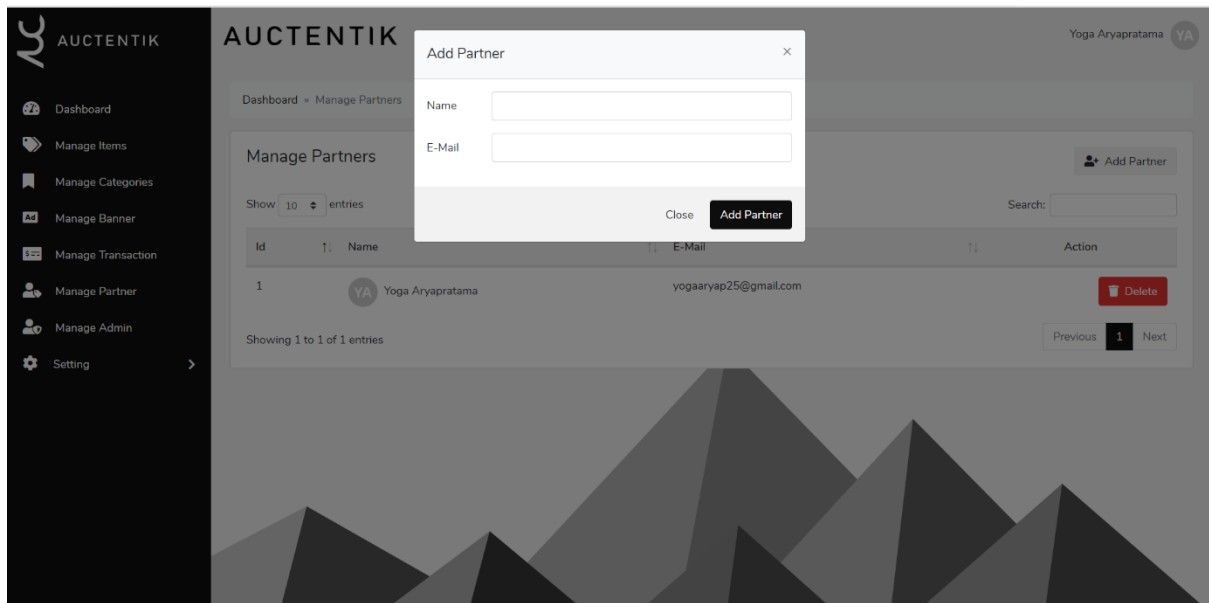 AUCTENTIK
Dashboard
Manage Items
Manage Categories
Ad Manage Banner
Manage Transaction
Manage Partner
Manage Admin
Setting
AUCTENTIK
Yoga Aryapratama YA
Dashboard » Manage Partners
Manage Partners
Add Partner
Show 10 entries
Search:
Id Name E-Mail Action
1 YA Yoga Aryapratama yogaaryap25@gmail.com Delete
Showing 1 to 1 of 1 entries
Previous 1 Next
Add Partner ×
Name
E-Mail
Close Add Partner